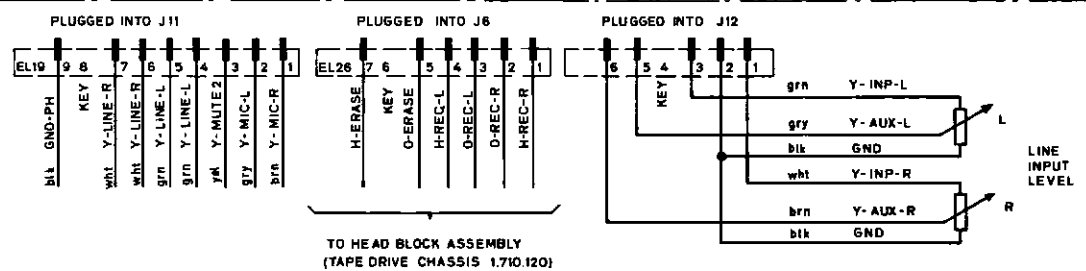 PLUGGED INTO J11
EL19 9 8 7 6 5 4 3 2 1
GND-PH
KEY
Y-LINE-R
Y-LINE-R
Y-LINE-L
Y-LINE-L
Y-MUTE2
Y-MIC-L
Y-MIC-R
blk wht wht grn grn yel gry brn
PLUGGED INTO J6
EL26 7 6 5 4 3 2 1
H-ERASE
KEY
O-ERASE
H-REC-L
O-REC-L
O-REC-R
H-REC-R
TO HEAD BLOCK ASSEMBLY
(TAPE DRIVE CHASSIS 1.710.120)
PLUGGED INTO J12
6 5 4 3 2 1
KEY
grn Y-INP-L
gry Y-AUX-L
L
blk GND
wht Y-INP-R
brn Y-AUX-R
R
blk GND
LINE
INPUT
LEVEL